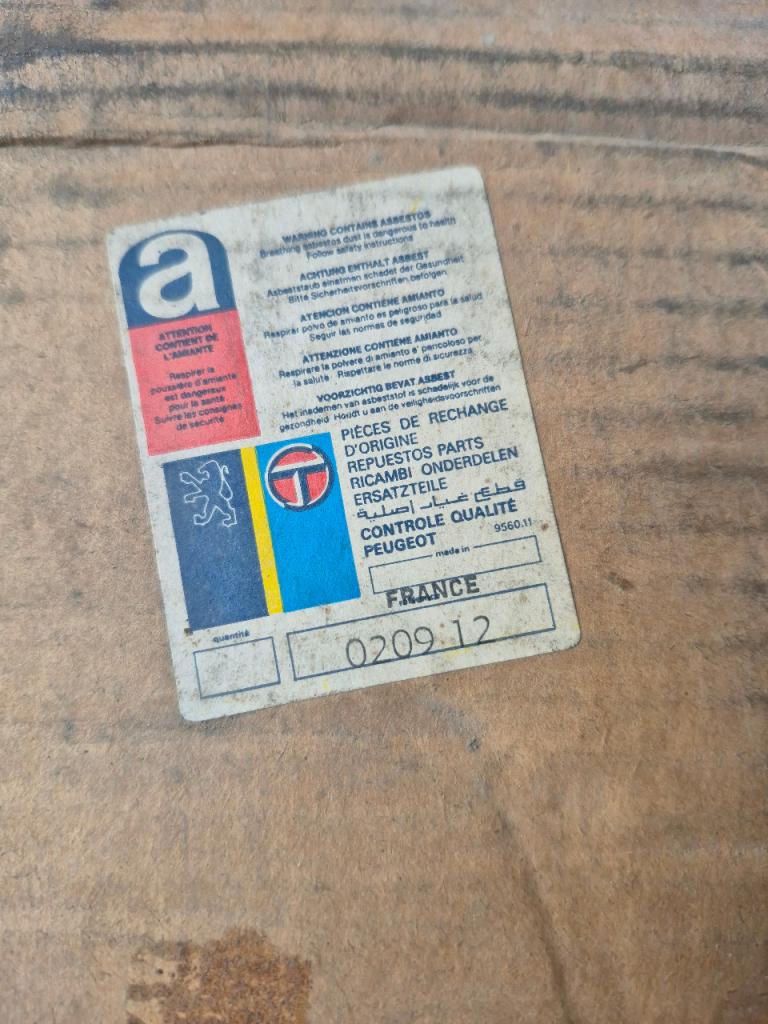 a
ATTENTION
CONTIENT DE
L'AMIANTE
Respirer la
poussière d'amiante
est dangereux
pour la santé
Suivre les consignes
de sécurité
WARNING CONTAINS ASBESTOS
Breathing asbestos dust is dangerous to health
Follow safety instructions
ACHTUNG ENTHALT ASBEST
Asbeststaub einatmen schadet der Gesundheit
Bitte Sicherheitsvorschriften befolgen
ATENCION CONTIENE AMIANTO
Respirar polvo de amianto es peligroso para la salud
Seguir las normas de seguridad
ATTENZIONE CONTIENE AMIANTO
Respirare la polvere di amianto e' pericoloso per
la salute Rispettare le norme di sicurezza
VOORZICHTIG BEVAT ASBEST
Het inademen van asbeststof is schadelijk voor de
gezondheid Houdt u aan de veiligheidsvoorschriften
PIÈCES DE RECHANGE
D'ORIGINE
REPUESTOS PARTS
RICAMBI ONDERDELEN
ERSATZTEILE
قطع غيار أصلية
CONTROLE QUALITÉ 9560.11
PEUGEOT
made in
FRANCE
quantité
0209 12